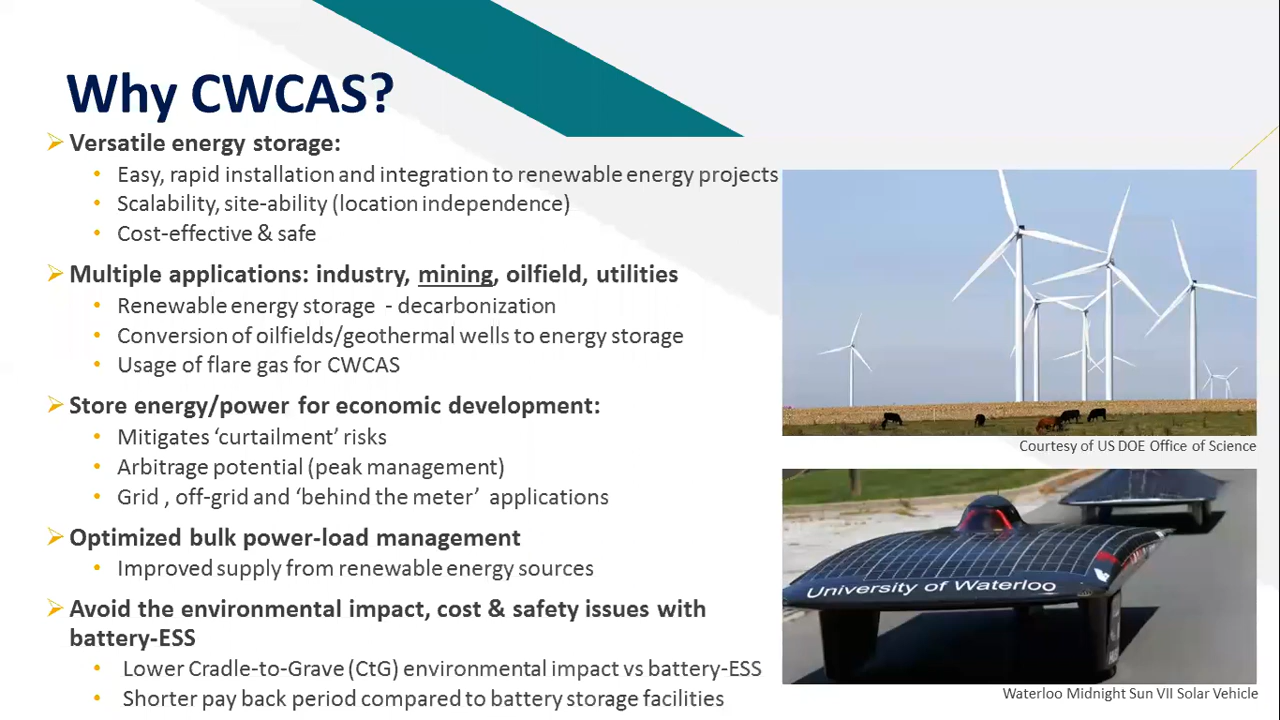 Why CWCAS?
Versatile energy storage:
Easy, rapid installation and integration to renewable energy projects
Scalability, site-ability (location independence)
Cost-effective & safe
Multiple applications: industry, mining, oilfield, utilities
Renewable energy storage - decarbonization
Conversion of oilfields/geothermal wells to energy storage
Usage of flare gas for CWCAS
Store energy/power for economic development:
Mitigates ‘curtailment’ risks
Arbitrage potential (peak management)
Grid , off-grid and ‘behind the meter’ applications
Optimized bulk power-load management
Improved supply from renewable energy sources
Avoid the environmental impact, cost & safety issues with
battery-ESS
Lower Cradle-to-Grave (CtG) environmental impact vs battery-ESS
Shorter pay back period compared to battery storage facilities
Courtesy of US DOE Office of Science
University of Waterloo
Waterloo Midnight Sun VII Solar Vehicle